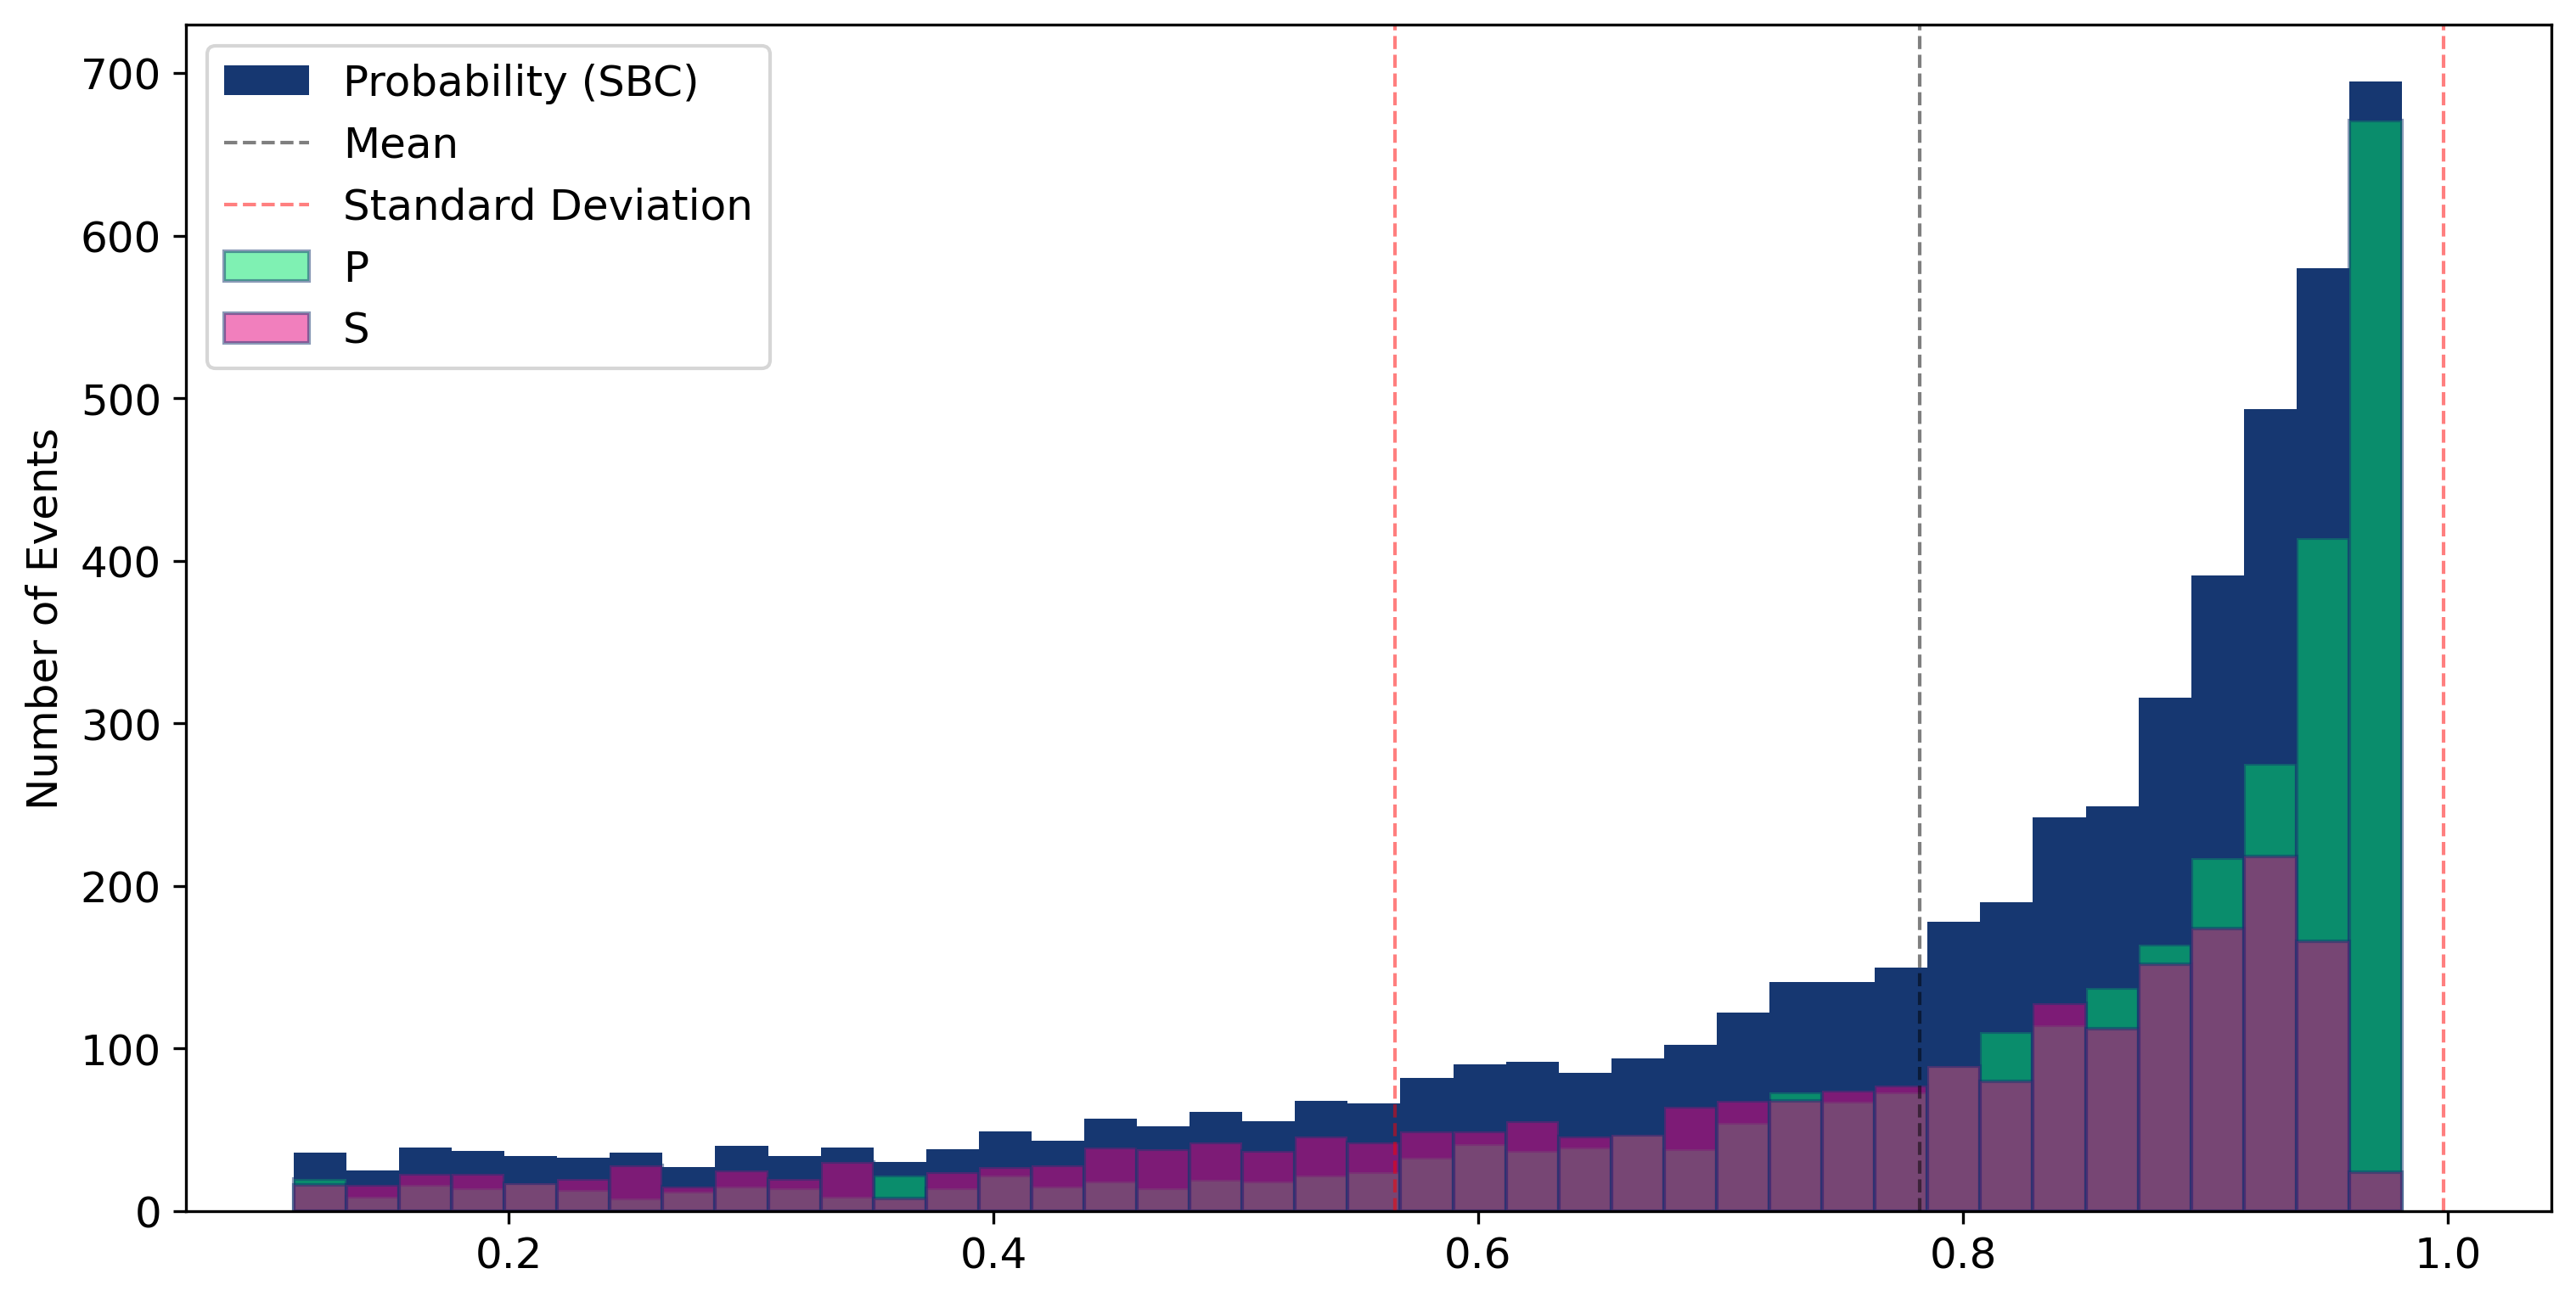 Probability (SBC)
Mean
Standard Deviation
P
S
Number of Events
700
600
500
400
300
200
100
0
0.2
0.4
0.6
0.8
1.0